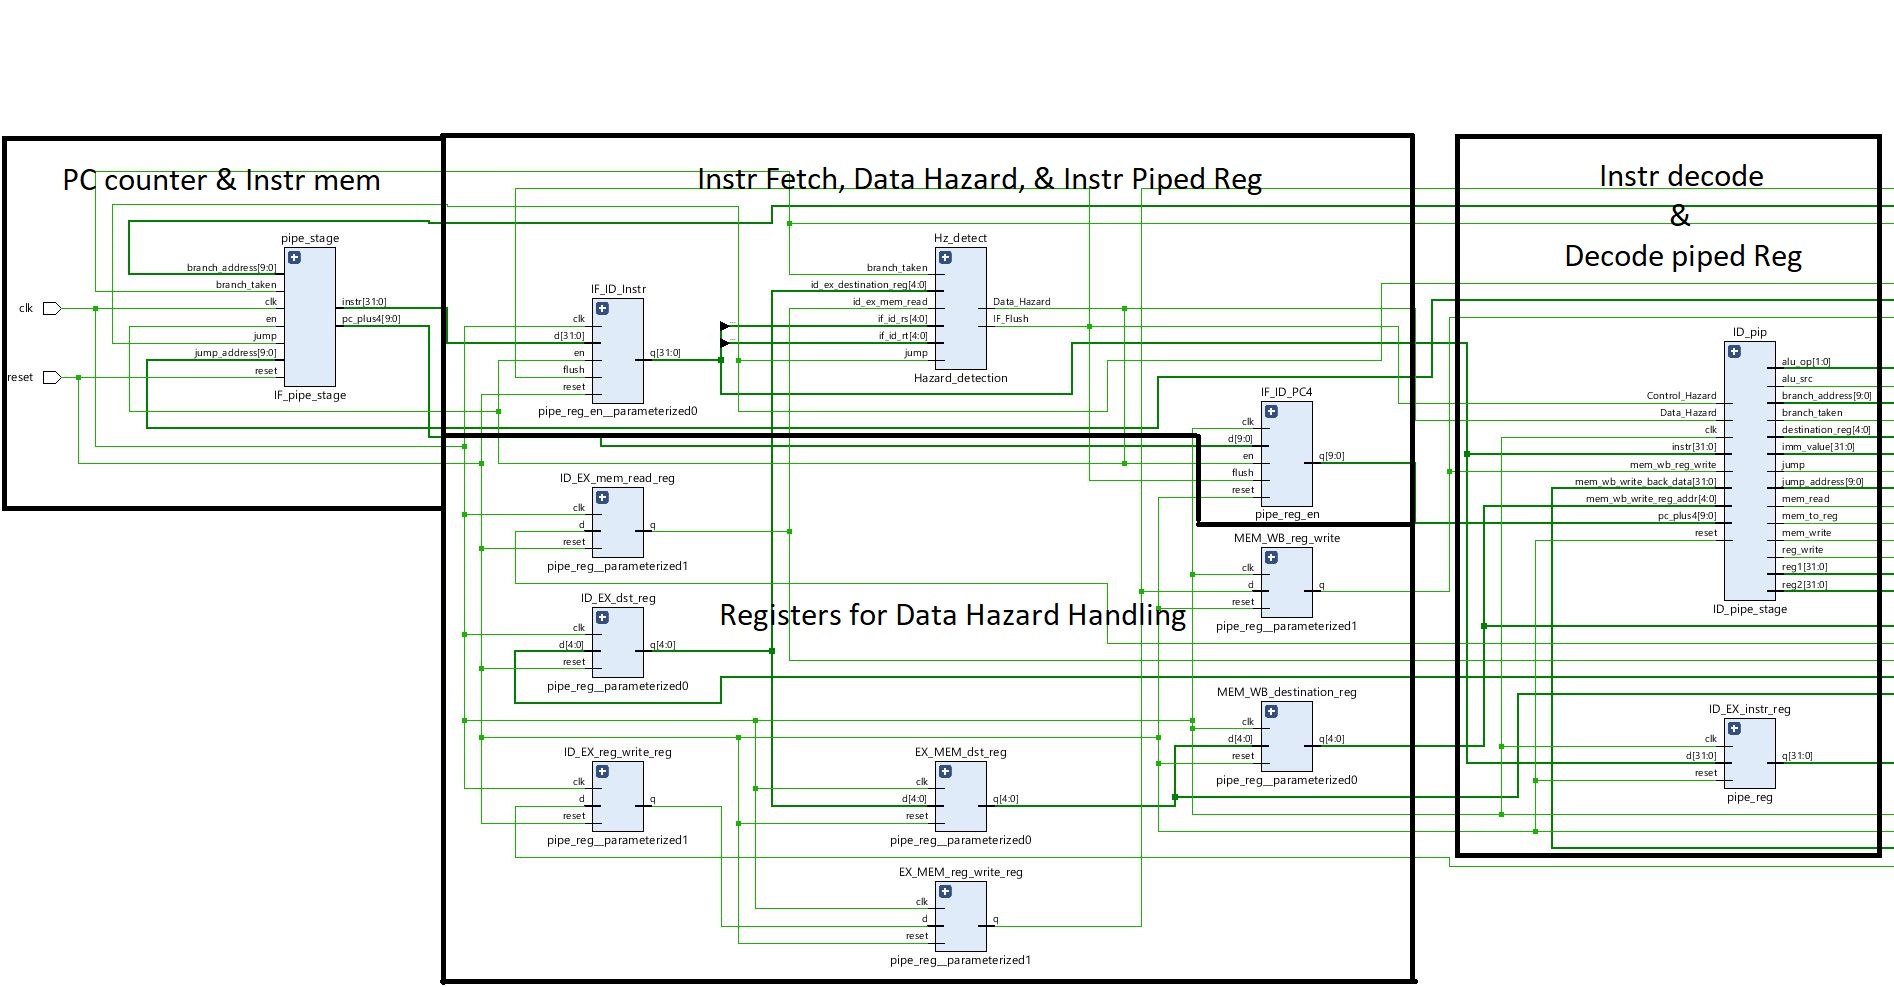 PC counter & Instr mem
pipe_stage
branch_address[9:0]
branch_taken
clk
en
jump
jump_address[9:0]
reset
instr[31:0]
pc_plus4[9:0]
IF_pipe_stage
clk
reset
Instr Fetch, Data Hazard, & Instr Piped Reg
IF_ID_Instr
clk
d[31:0]
en
flush
reset
q[31:0]
pipe_reg_en__parameterized0
Hz_detect
branch_taken
id_ex_destination_reg[4:0]
id_ex_mem_read
if_id_rs[4:0]
if_id_rt[4:0]
jump
Data_Hazard
IF_Flush
Hazard_detection
...
...
IF_ID_PC4
clk
d[9:0]
en
flush
reset
q[9:0]
pipe_reg_en
Registers for Data Hazard Handling
ID_EX_mem_read_reg
clk
d
reset
q
pipe_reg__parameterized1
ID_EX_dst_reg
clk
d[4:0]
reset
q[4:0]
pipe_reg__parameterized0
ID_EX_reg_write_reg
clk
d
reset
q
pipe_reg__parameterized1
EX_MEM_dst_reg
clk
d[4:0]
reset
q[4:0]
pipe_reg__parameterized0
EX_MEM_reg_write_reg
clk
d
reset
q
pipe_reg__parameterized1
MEM_WB_reg_write
clk
d
reset
q
pipe_reg__parameterized1
MEM_WB_destination_reg
clk
d[4:0]
reset
q[4:0]
pipe_reg__parameterized0
Instr decode
&
Decode piped Reg
ID_pip
Control_Hazard
Data_Hazard
clk
instr[31:0]
mem_wb_reg_write
mem_wb_write_back_data[31:0]
mem_wb_write_reg_addr[4:0]
pc_plus4[9:0]
reset
alu_op[1:0]
alu_src
branch_address[9:0]
branch_taken
destination_reg[4:0]
imm_value[31:0]
jump
jump_address[9:0]
mem_read
mem_to_reg
mem_write
reg_write
reg1[31:0]
reg2[31:0]
ID_pipe_stage
ID_EX_instr_reg
clk
d[31:0]
reset
q[31:0]
pipe_reg